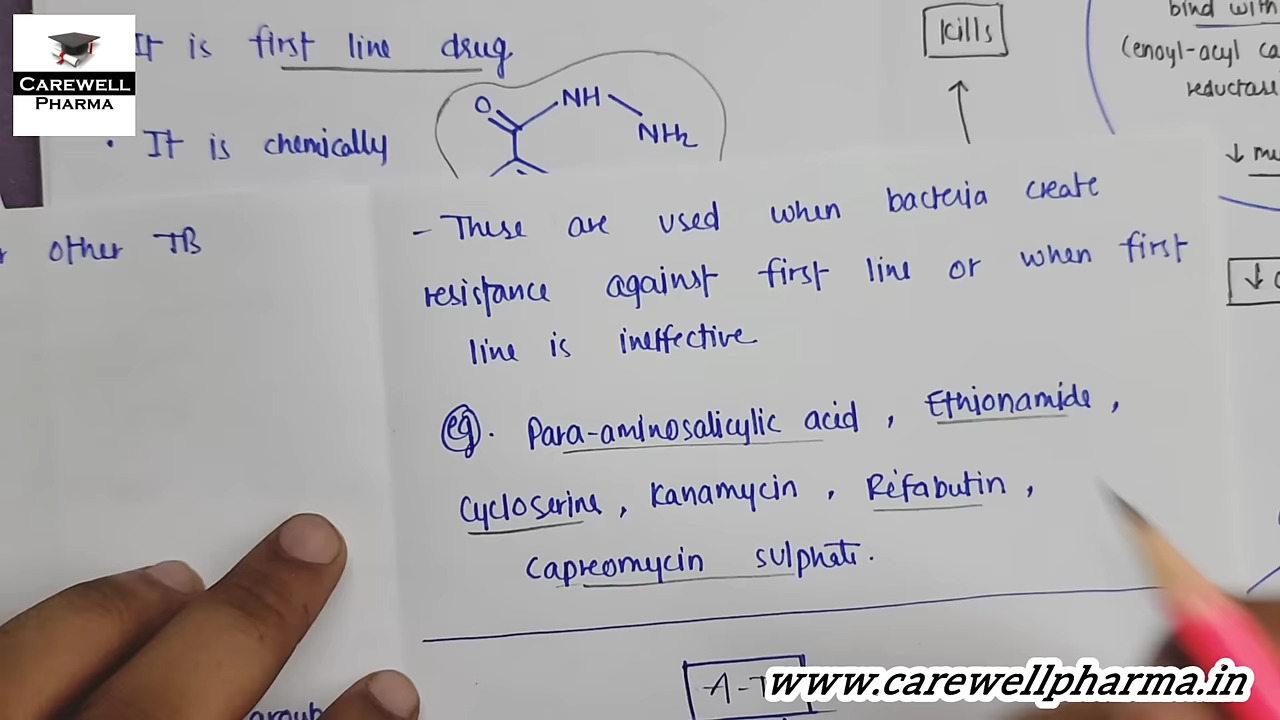 CAREWELL
PHARMA
It is first line drug
• It is chemically
O
NH
NH2
kills
bind with
(enoyl-acyl
reductase
↓
other TB
- These are used when bacteria create
resistance against first line or when first
line is ineffective
eg. Para-aminosalicylic acid, Ethionamide,
Cycloserine, Kanamycin, Rifabutin,
Capreomycin sulphate.
↓
A-T
www.carewellpharma.in